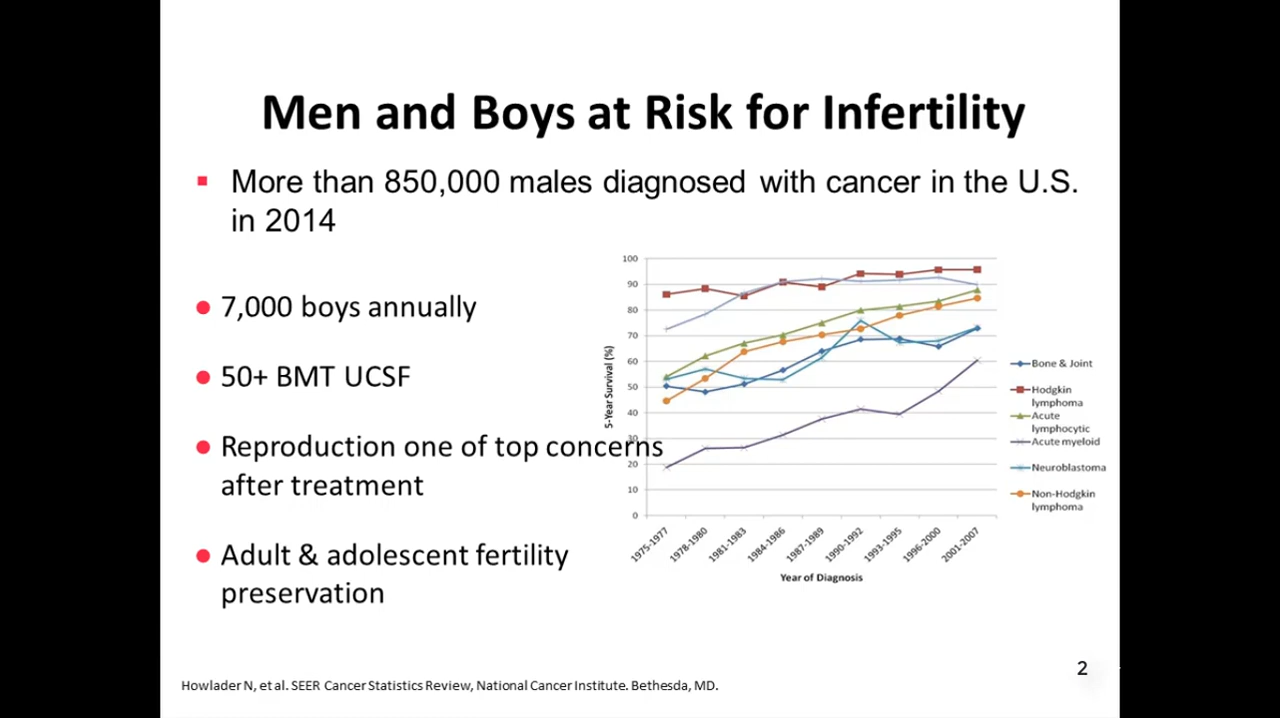 Men and Boys at Risk for Infertility
More than 850,000 males diagnosed with cancer in the U.S.
in 2014
7,000 boys annually
50+ BMT UCSF
Reproduction one of top concerns
after treatment
Adult & adolescent fertility
preservation
100
90
80
70
60
50
40
30
20
10
0
5-Year Survival (%)
1975-1977
1978-1980
1981-1983
1984-1986
1987-1989
1990-1992
1993-1995
1996-2000
2001-2007
Year of Diagnosis
Bone & Joint
Hodgkin
lymphoma
Acute
lymphocytic
Acute myeloid
Neuroblastoma
Non-Hodgkin
lymphoma
2
Howlader N, et al. SEER Cancer Statistics Review, National Cancer Institute. Bethesda, MD.